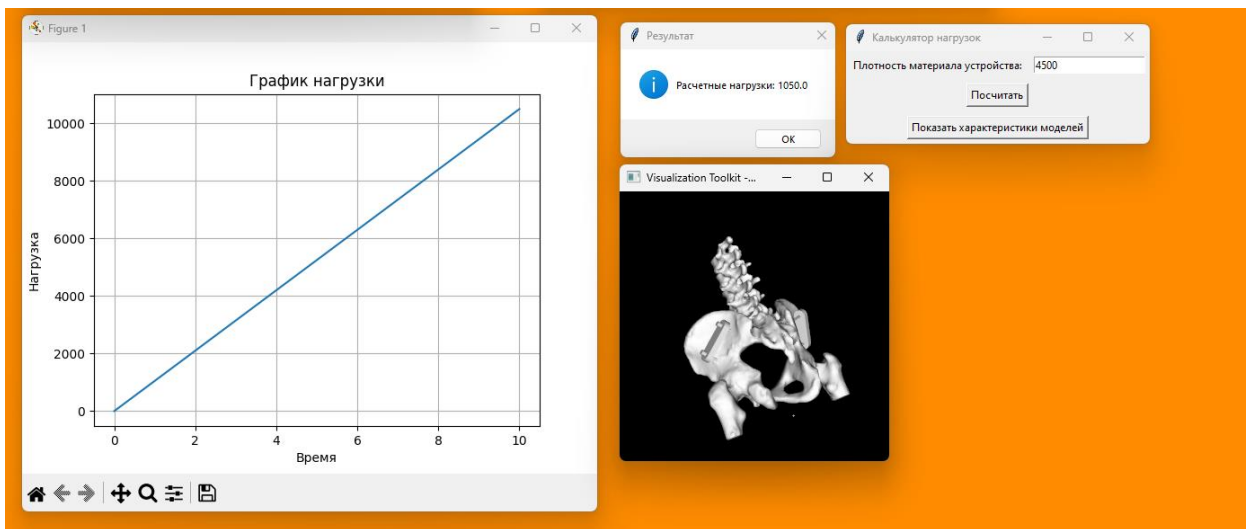 Figure 1
График нагрузки
10000
8000
6000
4000
2000
0
Нагрузка
0 2 4 6 8 10
Время
Результат
Расчетные нагрузки: 1050.0
OK
Калькулятор нагрузок
Плотность материала устройства: 4500
Посчитать
Показать характеристики моделей
Visualization Toolkit -...